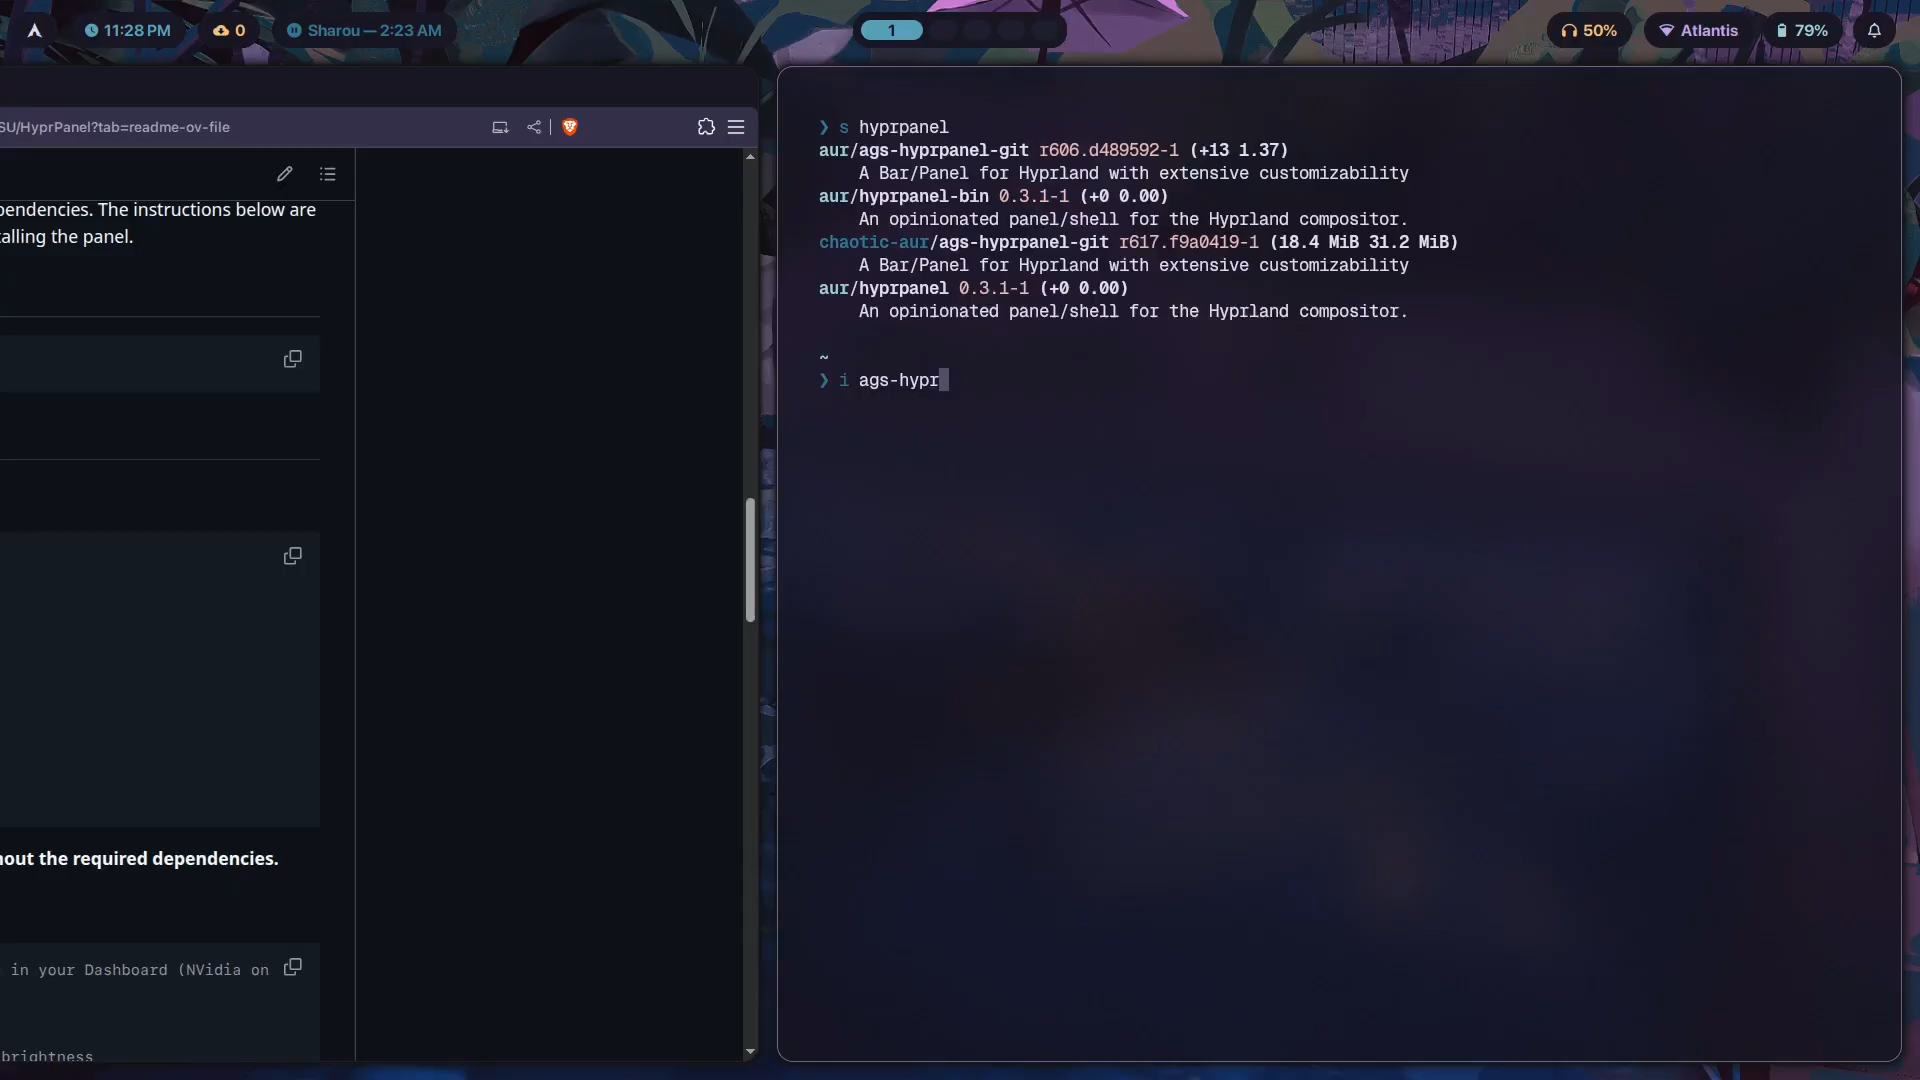 11:28 PM
0
Sharou — 2:23 AM
1
50%
Atlantis
79%
SU/HyprPanel?tab=readme-ov-file
pendencies. The instructions below are
alling the panel.
hout the required dependencies.
in your Dashboard (NVidia on
brightness
❯ s hyprpanel
aur/ags-hyprpanel-git r606.d489592-1 (+13 1.37)
A Bar/Panel for Hyprland with extensive customizability
aur/hyprpanel-bin 0.3.1-1 (+0 0.00)
An opinionated panel/shell for the Hyprland compositor.
chaotic-aur/ags-hyprpanel-git r617.f9a0419-1 (18.4 MiB 31.2 MiB)
A Bar/Panel for Hyprland with extensive customizability
aur/hyprpanel 0.3.1-1 (+0 0.00)
An opinionated panel/shell for the Hyprland compositor.
~
❯ i ags-hypr